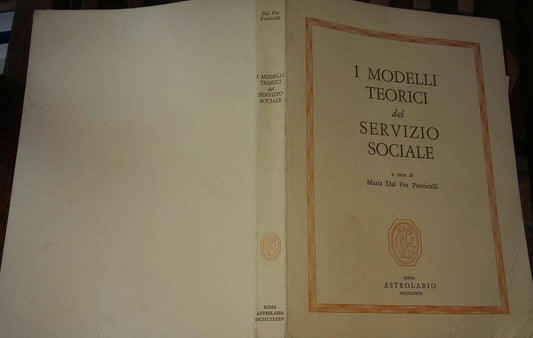 Dal Pra
Ponticelli
I MODELLI
TEORICI
del
SERVIZIO
SOCIALE
ROMA
ASTROLABIO
MCMLXXXV
I MODELLI
TEORICI
del
SERVIZIO
SOCIALE
a cura di
Maria Dal Pra Ponticelli
ROMA
ASTROLABIO
MCMLXXXV